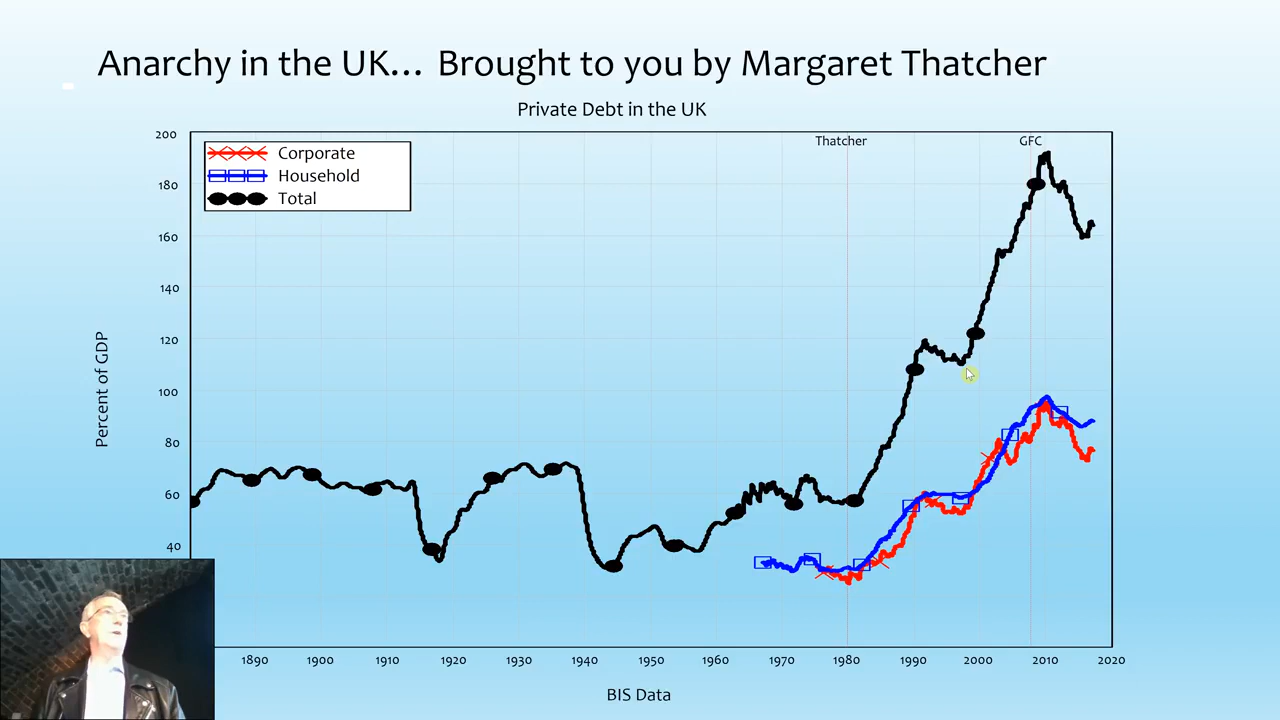 Anarchy in the UK... Brought to you by Margaret Thatcher
Private Debt in the UK
200
180
160
140
120
100
80
60
40
Percent of GDP
Corporate
Household
Total
Thatcher
GFC
1890 1900 1910 1920 1930 1940 1950 1960 1970 1980 1990 2000 2010 2020
BIS Data